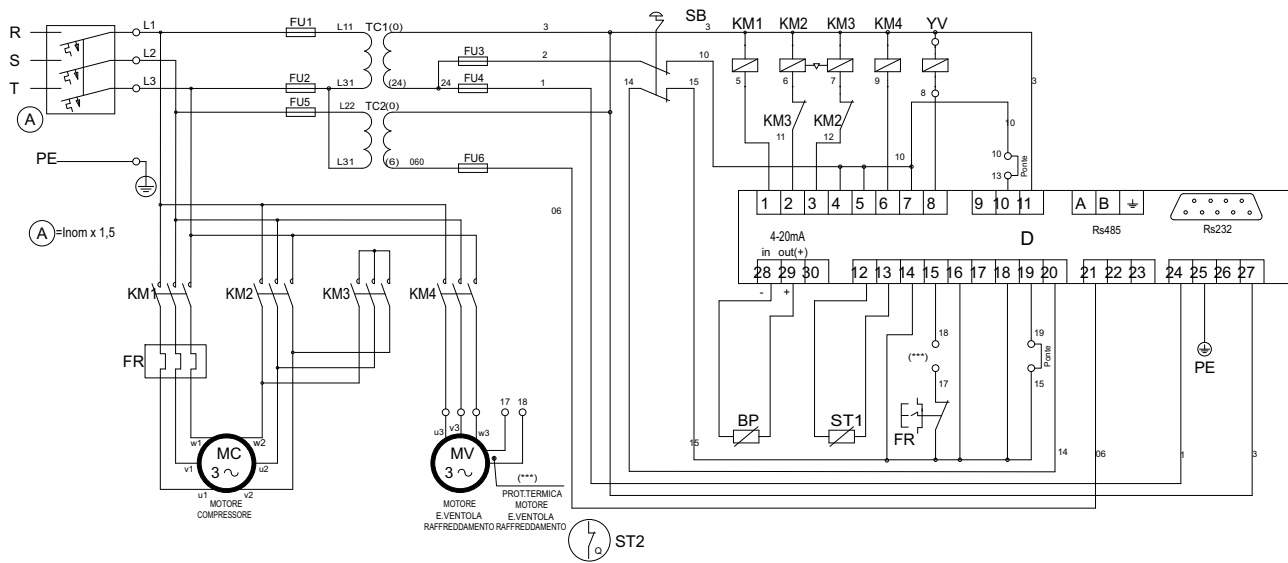 R
L1
FU1
L11
TC1(0)
3
SB
3
KM1
KM2
KM3
KM4
YV
S
L2
FU3
2
10
T
L3
FU2
L31
(24)
24
FU4
1
14
15
5
6
7
9
8
3
A
FU5
L22
TC2(0)
KM3
KM2
10
11
12
PE
L31
(6)
060
FU6
10
10
13
Ponte
06
1
2
3
4
5
6
7
8
9
10
11
A
B
Rs485
Rs232
A
=Inom x 1,5
4-20mA
in
out(+)
D
28
29
30
12
13
14
15
16
17
18
19
20
21
22
23
24
25
26
27
-
+
KM1
KM2
KM3
KM4
18
19
(***)
Ponte
FR
17
15
PE
17
18
w1
w2
u3
v3
w3
BP
ST1
FR
MC
3
MV
3
v1
u2
15
14
06
1
3
u1
v2
(***)
MOTORE
COMPRESSORE
MOTORE
E.VENTOLA
RAFFREDDAMENTO
PROT.TERMICA
MOTORE
E.VENTOLA
RAFFREDDAMENTO
Q
ST2